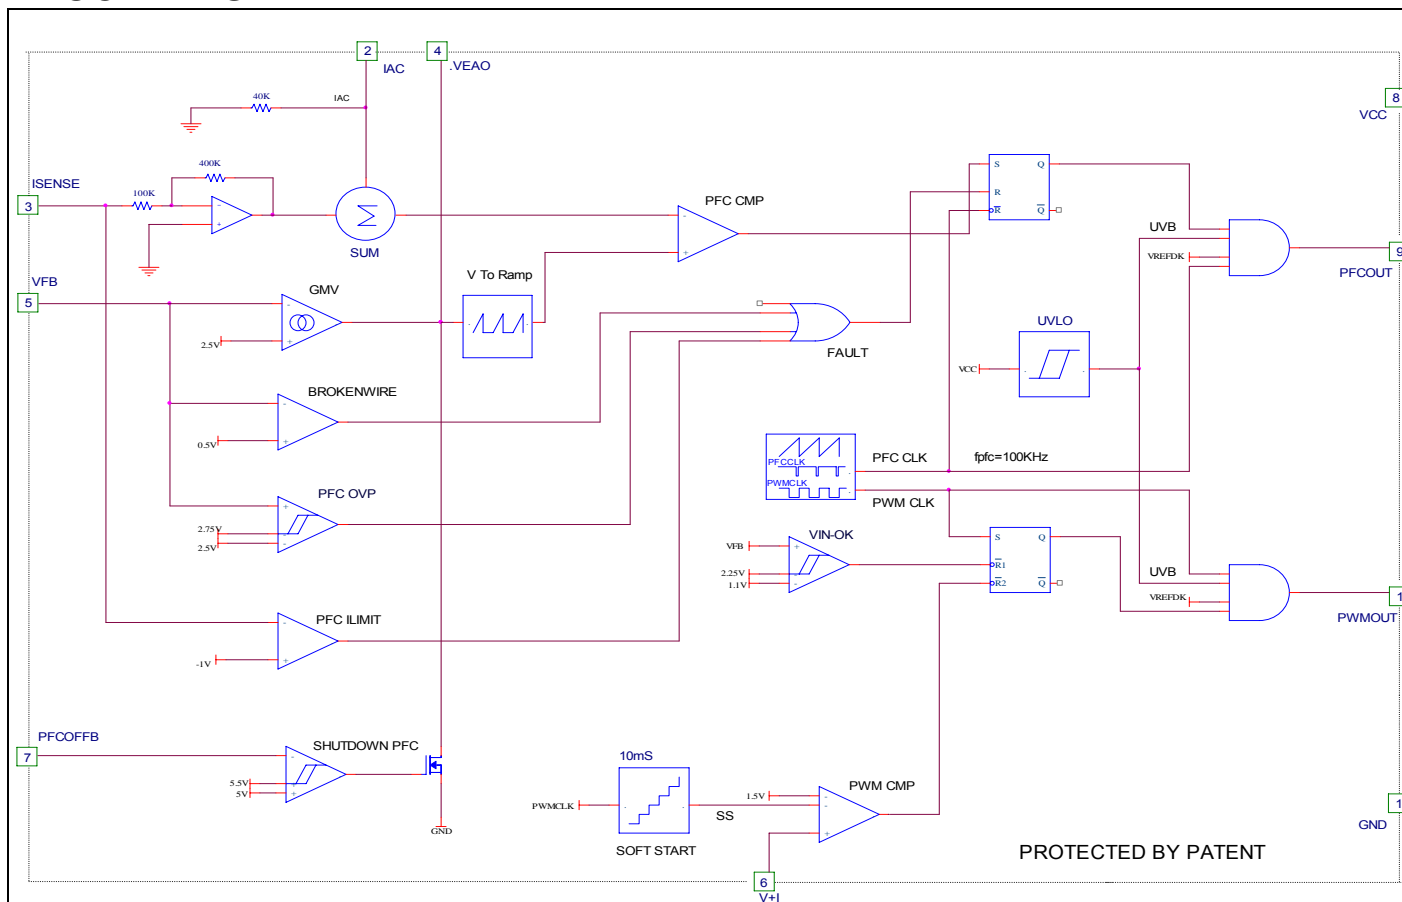 2
4
IAC
.VEAO
40K
IAC
8
VCC
400K
ISENSE
100K
3
-
+
Σ
SUM
PFC CMP
-
+
S
Q
R
R
Q
UVB
VREFDK
9
PFCOUT
VFB
5
GMV
-
+
2.5V
V To Ramp
FAULT
UVLO
VCC
BROKENWIRE
-
+
0.5V
PFCCLK
PWMCLK
PFC CLK
fpfc=100KHz
PWM CLK
PFC OVP
+
-
2.75V
2.5V
VIN-OK
VFB
+
-
2.25V
1.1V
S
Q
R1
R2
Q
UVB
VREFDK
1
PWMOUT
PFC ILIMIT
-
+
-1V
PFCOFFB
7
SHUTDOWN PFC
-
+
+
5.5V
5V
GND
10mS
PWMCLK
SS
SOFT START
1.5V
-
-
+
PWM CMP
1
GND
PROTECTED BY PATENT
6
V+I